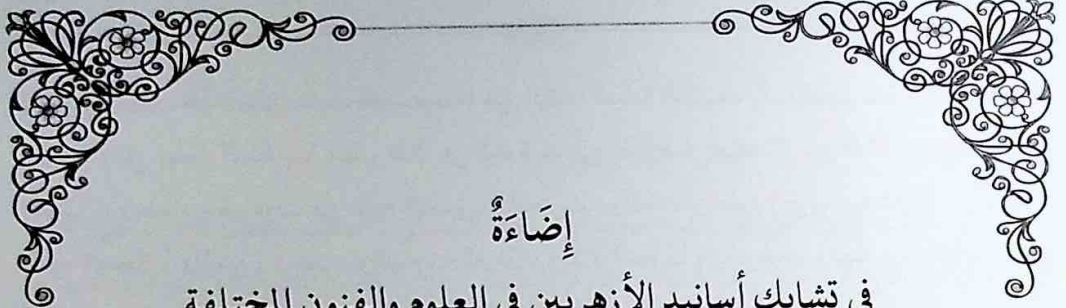 إِضَاءَةٌ
في تشابك أسانيد الأزهريين في العلوم والفنون المختلفة